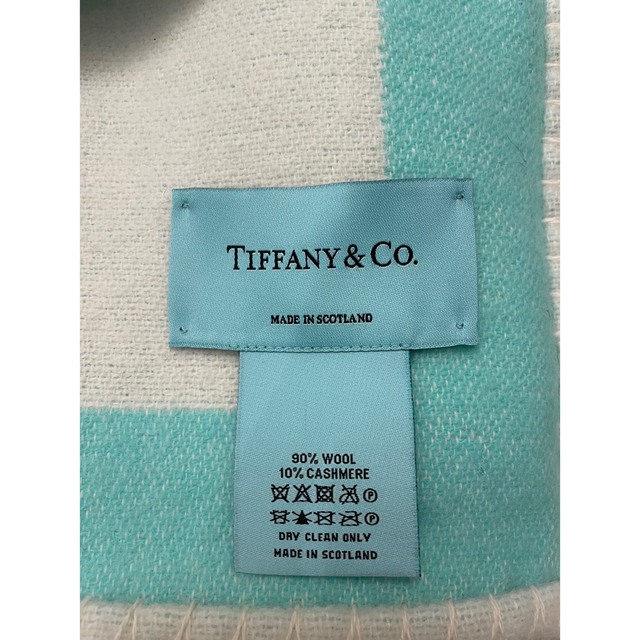 TIFFANY & CO.
MADE IN SCOTLAND
90% WOOL
10% CASHMERE
DRY CLEAN ONLY
MADE IN SCOTLAND